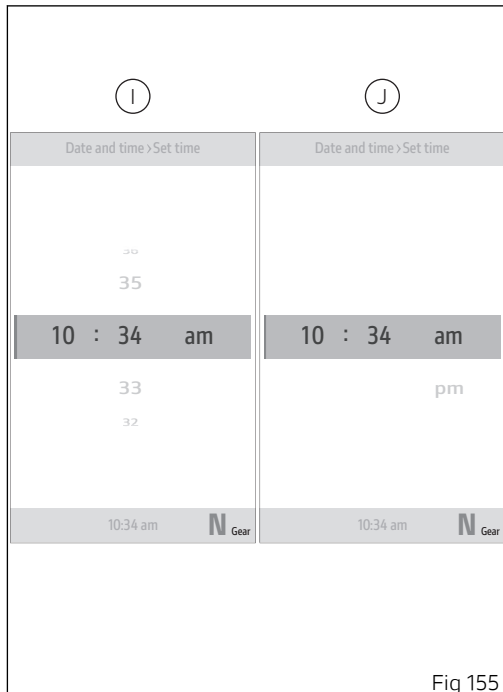 I J
Date and time › Set time Date and time › Set time
36
35
10 : 34 am 10 : 34 am
33 pm
32
10:34 am N Gear 10:34 am N Gear
Fig 155